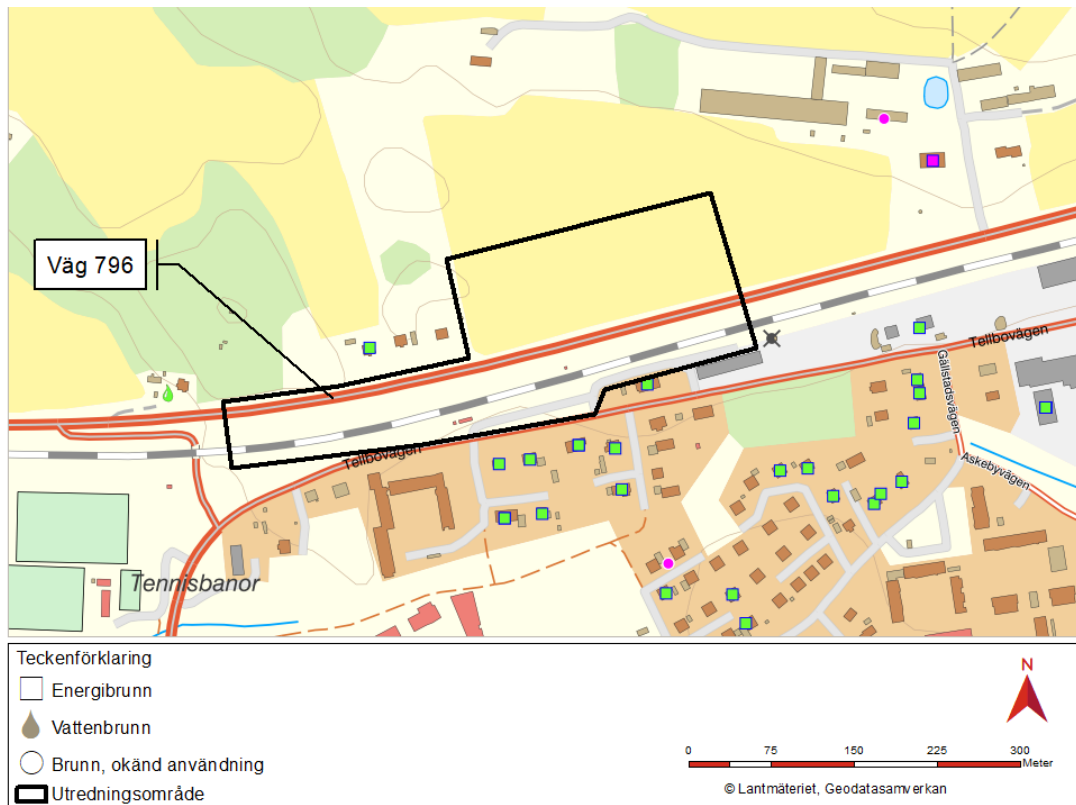 Väg 796
Tellbovägen
Gällstadsvägen
Tellbovägen
Askebyvägen
Tennisbanor
Teckenförklaring
Energibrunn
Vattenbrunn
Brunn, okänd användning
Utredningsområde
N
0 75 150 225 300
Meter
© Lantmäteriet, Geodatasamverkan